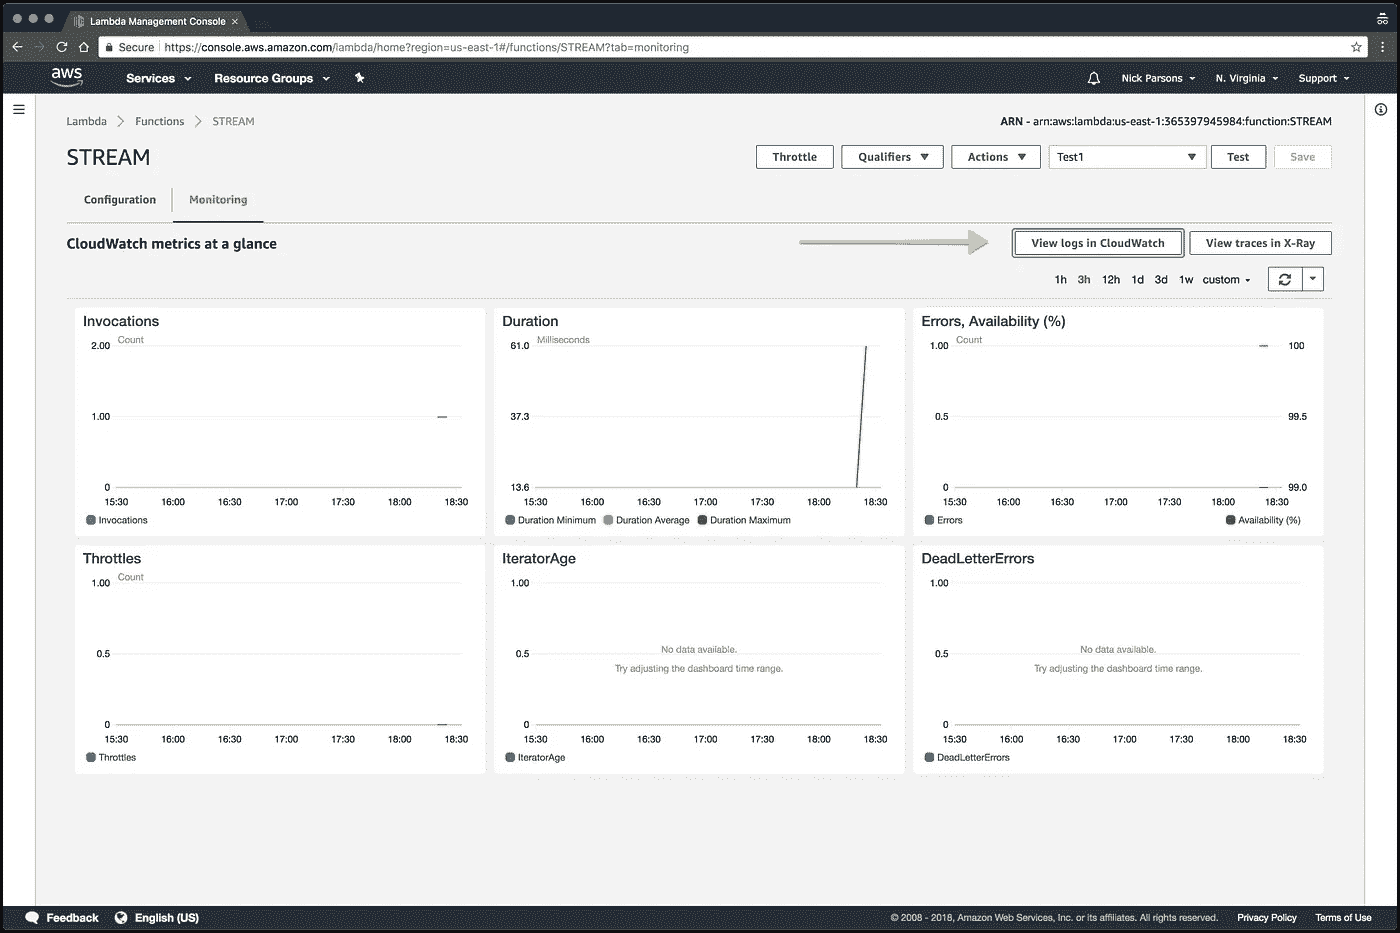 Lambda Management Console
Secure https://console.aws.amazon.com/lambda/home?region=us-east-1#/functions/STREAM?tab=monitoring
aws Services Resource Groups Nick Parsons N. Virginia Support
Lambda Functions STREAM ARN - arn:aws:lambda:us-east-1:365397945984:function:STREAM
STREAM Throttle Qualifiers Actions Test1 Test Save
Configuration Monitoring
CloudWatch metrics at a glance View logs in CloudWatch View traces in X-Ray
1h 3h 12h 1d 3d 1w custom
Invocations
Count
2.00
1.00
0
15:30 16:00 16:30 17:00 17:30 18:00 18:30
Invocations
Duration
Milliseconds
61.0
37.3
13.6
15:30 16:00 16:30 17:00 17:30 18:00 18:30
Duration Minimum Duration Average Duration Maximum
Errors, Availability (%)
Count
1.00 100
0.5 99.5
0 99.0
15:30 16:00 16:30 17:00 17:30 18:00 18:30
Errors Availability (%)
Throttles
Count
1.00
0.5
0
15:30 16:00 16:30 17:00 17:30 18:00 18:30
Throttles
IteratorAge
1.00
No data available.
0.5
Try adjusting the dashboard time range.
0
15:30 16:00 16:30 17:00 17:30 18:00 18:30
IteratorAge
DeadLetterErrors
1.00
No data available.
0.5
Try adjusting the dashboard time range.
0
15:30 16:00 16:30 17:00 17:30 18:00 18:30
DeadLetterErrors
Feedback English (US) © 2008 - 2018, Amazon Web Services, Inc. or its affiliates. All rights reserved. Privacy Policy Terms of Use